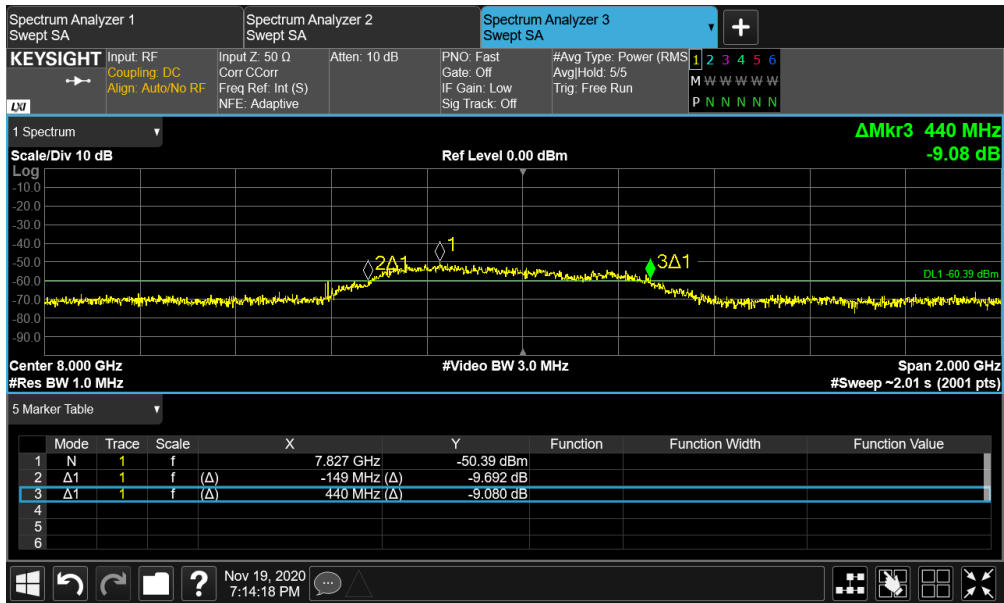 Spectrum Analyzer 1
Swept SA
Spectrum Analyzer 2
Swept SA
Spectrum Analyzer 3
Swept SA
KEYSIGHT
LXI
Input: RF
Coupling: DC
Align: Auto/No RF
Input Z: 50 Ω
Corr CCorr
Freq Ref: Int (S)
NFE: Adaptive
Atten: 10 dB
PNO: Fast
Gate: Off
IF Gain: Low
Sig Track: Off
#Avg Type: Power (RMS
Avg|Hold: 5/5
Trig: Free Run
1 2 3 4 5 6
M W W W W W
P N N N N N
1 Spectrum
ΔMkr3 440 MHz
-9.08 dB
Scale/Div 10 dB
Ref Level 0.00 dBm
Log
-10.0
-20.0
-30.0
-40.0
-50.0
-60.0
-70.0
-80.0
-90.0
1
2Δ1
3Δ1
DL1 -60.39 dBm
Center 8.000 GHz
#Video BW 3.0 MHz
Span 2.000 GHz
#Res BW 1.0 MHz
#Sweep ~2.01 s (2001 pts)
5 Marker Table
Mode Trace Scale X Y Function Function Width Function Value
1 N 1 f 7.827 GHz -50.39 dBm
2 Δ1 1 f (Δ) -149 MHz (Δ) -9.692 dB
3 Δ1 1 f (Δ) 440 MHz (Δ) -9.080 dB
4
5
6
?
Nov 19, 2020
7:14:18 PM